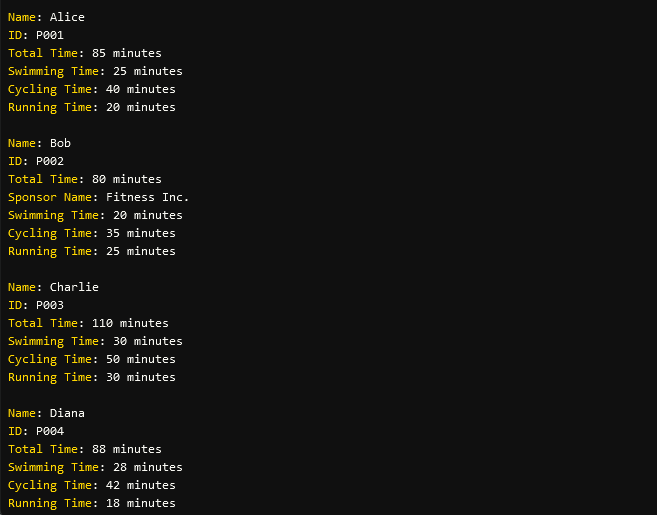 Name: Alice
ID: P001
Total Time: 85 minutes
Swimming Time: 25 minutes
Cycling Time: 40 minutes
Running Time: 20 minutes

Name: Bob
ID: P002
Total Time: 80 minutes
Sponsor Name: Fitness Inc.
Swimming Time: 20 minutes
Cycling Time: 35 minutes
Running Time: 25 minutes

Name: Charlie
ID: P003
Total Time: 110 minutes
Swimming Time: 30 minutes
Cycling Time: 50 minutes
Running Time: 30 minutes

Name: Diana
ID: P004
Total Time: 88 minutes
Swimming Time: 28 minutes
Cycling Time: 42 minutes
Running Time: 18 minutes